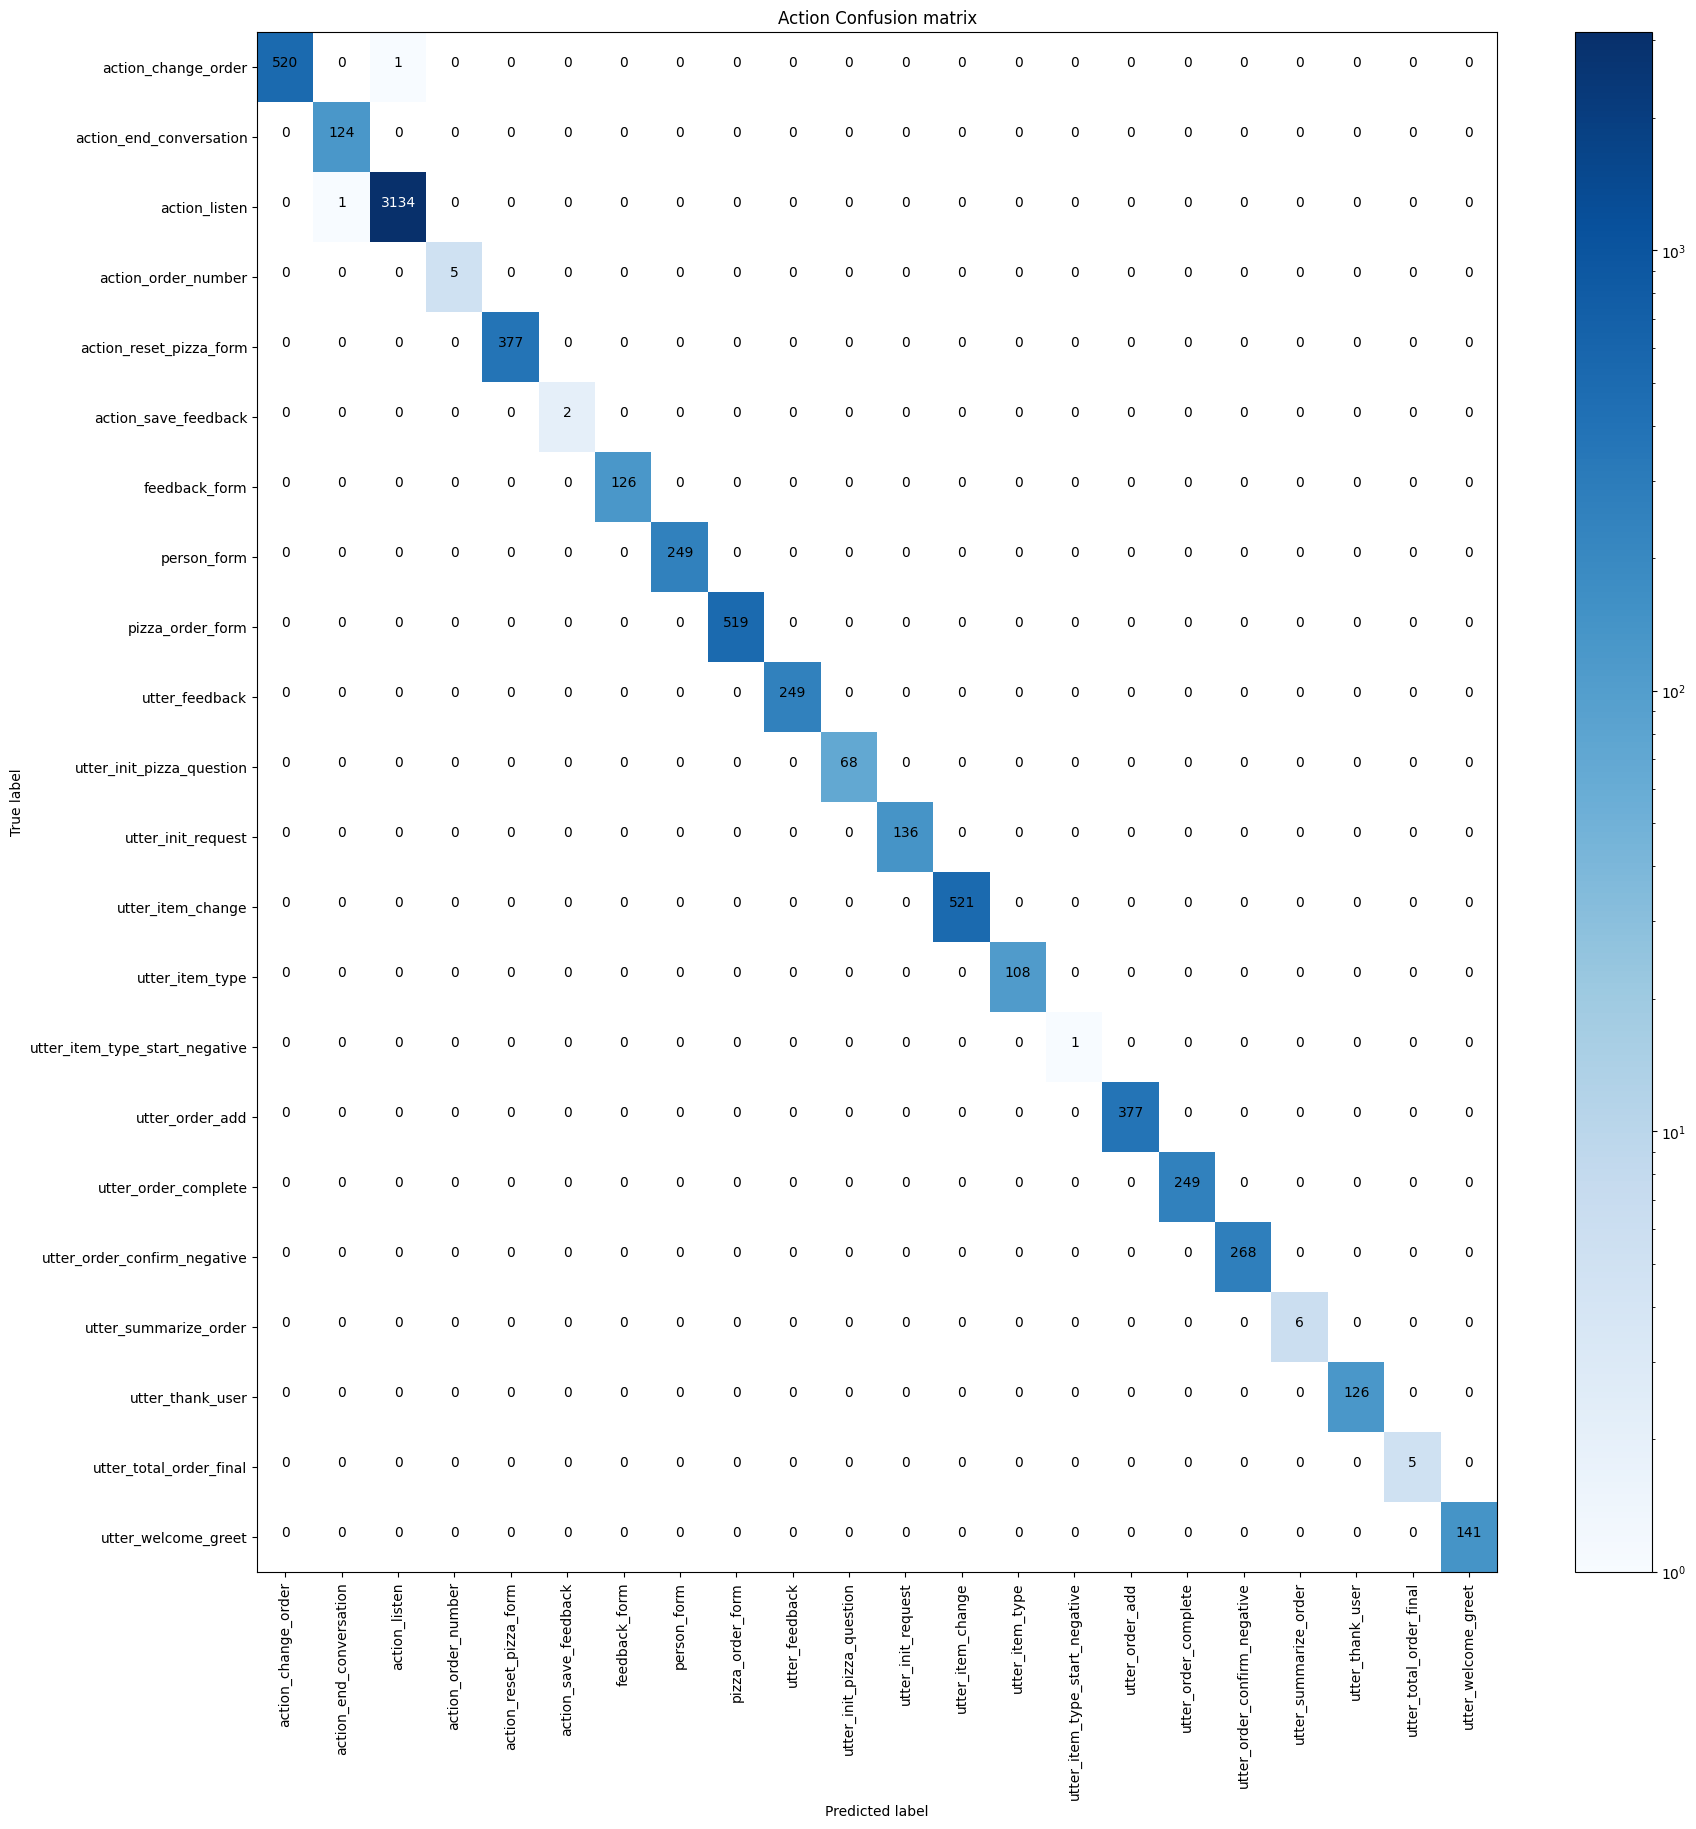 Action Confusion matrix
action_change_order 520 0 1 0 0 0 0 0 0 0 0 0 0 0 0 0 0 0 0 0 0 0
action_end_conversation 0 124 0 0 0 0 0 0 0 0 0 0 0 0 0 0 0 0 0 0 0 0
action_listen 0 1 3134 0 0 0 0 0 0 0 0 0 0 0 0 0 0 0 0 0 0 0
action_order_number 0 0 0 5 0 0 0 0 0 0 0 0 0 0 0 0 0 0 0 0 0 0
action_reset_pizza_form 0 0 0 0 377 0 0 0 0 0 0 0 0 0 0 0 0 0 0 0 0 0
action_save_feedback 0 0 0 0 0 2 0 0 0 0 0 0 0 0 0 0 0 0 0 0 0 0
feedback_form 0 0 0 0 0 0 126 0 0 0 0 0 0 0 0 0 0 0 0 0 0 0
person_form 0 0 0 0 0 0 0 249 0 0 0 0 0 0 0 0 0 0 0 0 0 0
pizza_order_form 0 0 0 0 0 0 0 0 519 0 0 0 0 0 0 0 0 0 0 0 0 0
utter_feedback 0 0 0 0 0 0 0 0 0 249 0 0 0 0 0 0 0 0 0 0 0 0
utter_init_pizza_question 0 0 0 0 0 0 0 0 0 0 68 0 0 0 0 0 0 0 0 0 0 0
utter_init_request 0 0 0 0 0 0 0 0 0 0 0 136 0 0 0 0 0 0 0 0 0 0
utter_item_change 0 0 0 0 0 0 0 0 0 0 0 0 521 0 0 0 0 0 0 0 0 0
utter_item_type 0 0 0 0 0 0 0 0 0 0 0 0 0 108 0 0 0 0 0 0 0 0
utter_item_type_start_negative 0 0 0 0 0 0 0 0 0 0 0 0 0 0 1 0 0 0 0 0 0 0
utter_order_add 0 0 0 0 0 0 0 0 0 0 0 0 0 0 0 377 0 0 0 0 0 0
utter_order_complete 0 0 0 0 0 0 0 0 0 0 0 0 0 0 0 0 249 0 0 0 0 0
utter_order_confirm_negative 0 0 0 0 0 0 0 0 0 0 0 0 0 0 0 0 0 268 0 0 0 0
utter_summarize_order 0 0 0 0 0 0 0 0 0 0 0 0 0 0 0 0 0 0 6 0 0 0
utter_thank_user 0 0 0 0 0 0 0 0 0 0 0 0 0 0 0 0 0 0 0 126 0 0
utter_total_order_final 0 0 0 0 0 0 0 0 0 0 0 0 0 0 0 0 0 0 0 0 5 0
utter_welcome_greet 0 0 0 0 0 0 0 0 0 0 0 0 0 0 0 0 0 0 0 0 0 141
True label
action_change_order
action_end_conversation
action_listen
action_order_number
action_reset_pizza_form
action_save_feedback
feedback_form
person_form
pizza_order_form
utter_feedback
utter_init_pizza_question
utter_init_request
utter_item_change
utter_item_type
utter_item_type_start_negative
utter_order_add
utter_order_complete
utter_order_confirm_negative
utter_summarize_order
utter_thank_user
utter_total_order_final
utter_welcome_greet
Predicted label
10³
10²
10¹
10⁰